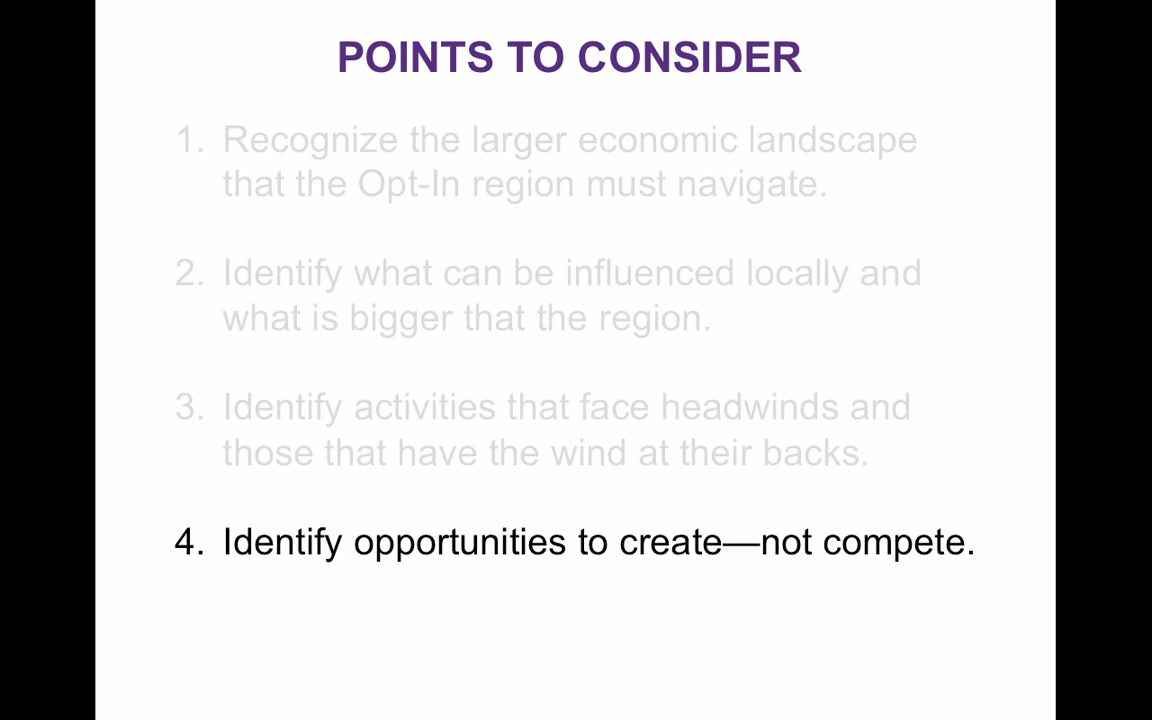 POINTS TO CONSIDER
1. Recognize the larger economic landscape
that the Opt-In region must navigate.
2. Identify what can be influenced locally and
what is bigger that the region.
3. Identify activities that face headwinds and
those that have the wind at their backs.
4. Identify opportunities to create—not compete.